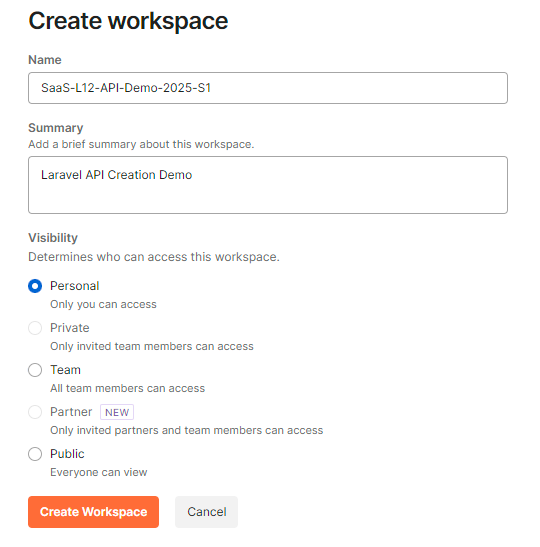 Create workspace
Name
SaaS-L12-API-Demo-2025-S1
Summary
Add a brief summary about this workspace.
Laravel API Creation Demo
Visibility
Determines who can access this workspace.
Personal
Only you can access
Private
Only invited team members can access
Team
All team members can access
Partner NEW
Only invited partners and team members can access
Public
Everyone can view
Create Workspace Cancel